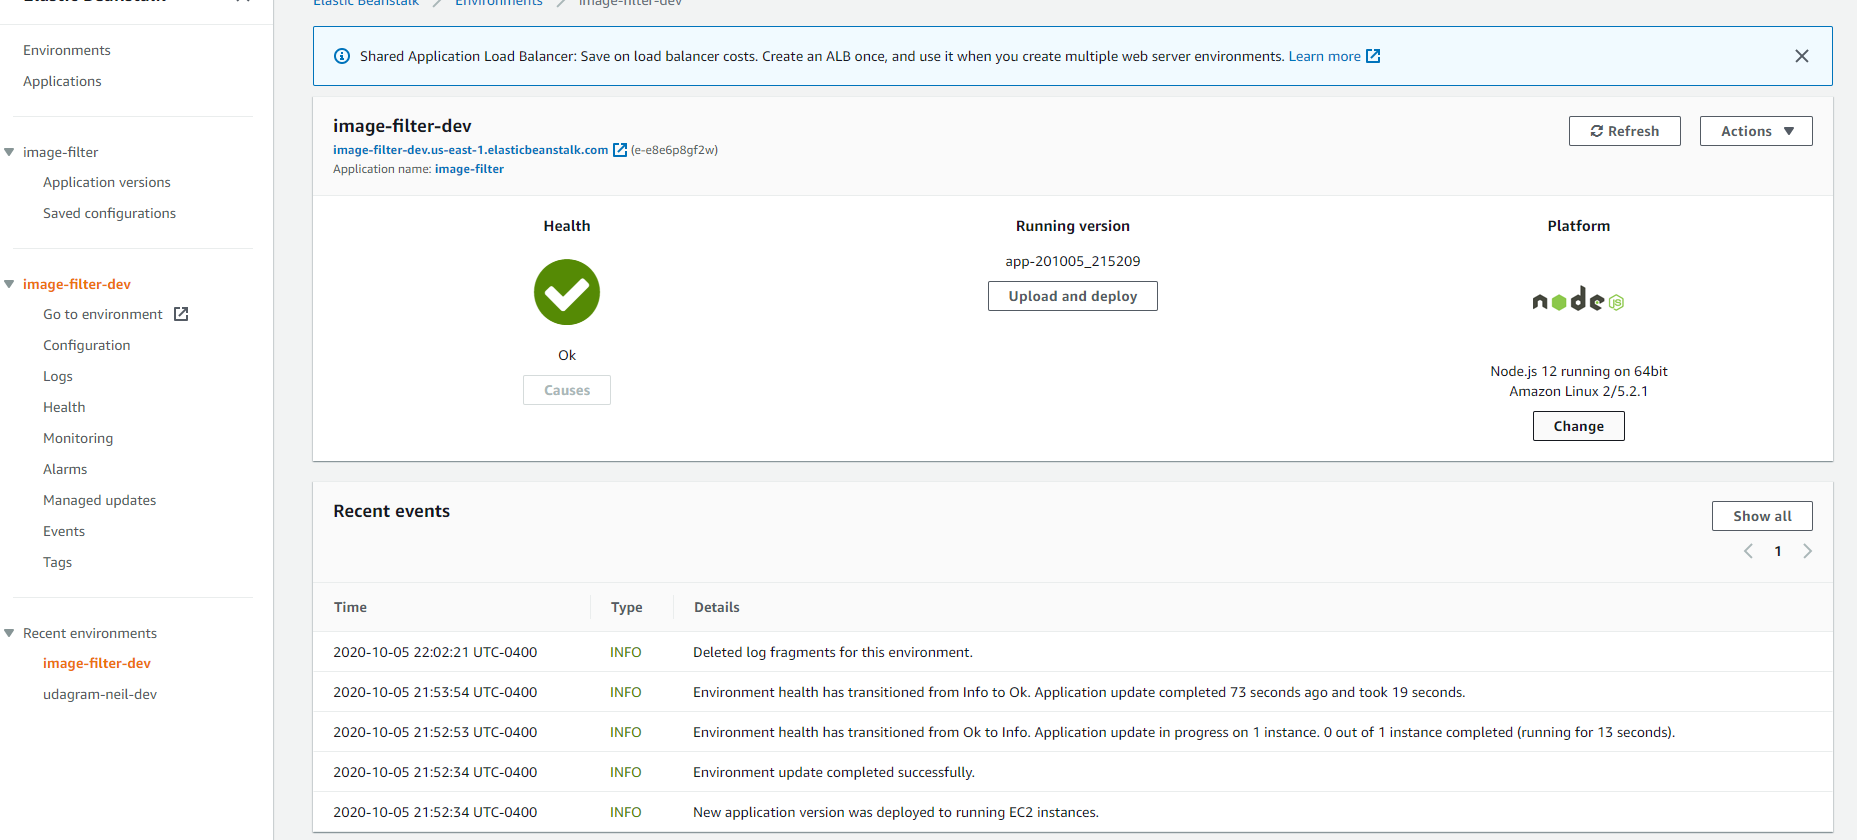 Elastic Beanstalk
Environments
Applications
image-filter
Application versions
Saved configurations
image-filter-dev
Go to environment
Configuration
Logs
Health
Monitoring
Alarms
Managed updates
Events
Tags
Recent environments
image-filter-dev
udagram-neil-dev
Elastic Beanstalk
Environments
image-filter-dev
Shared Application Load Balancer: Save on load balancer costs. Create an ALB once, and use it when you create multiple web server environments. Learn more
image-filter-dev
image-filter-dev.us-east-1.elasticbeanstalk.com (e-e8e6p8gf2w)
Application name: image-filter
Refresh
Actions
Health
Ok
Causes
Running version
app-201005_215209
Upload and deploy
Platform
node JS
Node.js 12 running on 64bit
Amazon Linux 2/5.2.1
Change
Recent events
Show all
1
Time Type Details
2020-10-05 22:02:21 UTC-0400 INFO Deleted log fragments for this environment.
2020-10-05 21:53:54 UTC-0400 INFO Environment health has transitioned from Info to Ok. Application update completed 73 seconds ago and took 19 seconds.
2020-10-05 21:52:53 UTC-0400 INFO Environment health has transitioned from Ok to Info. Application update in progress on 1 instance. 0 out of 1 instance completed (running for 13 seconds).
2020-10-05 21:52:34 UTC-0400 INFO Environment update completed successfully.
2020-10-05 21:52:34 UTC-0400 INFO New application version was deployed to running EC2 instances.